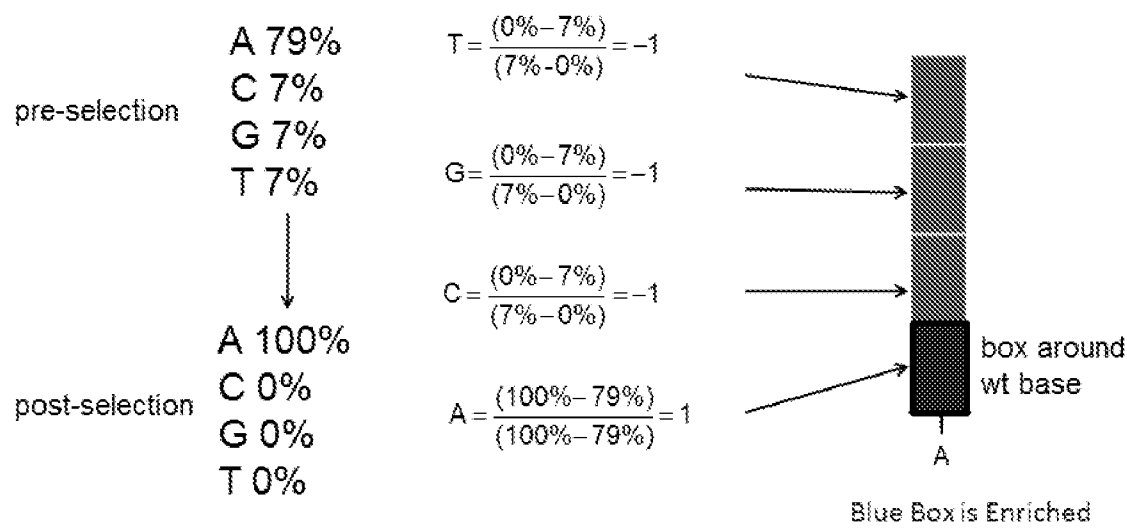 pre-selection
A 79%
C 7%
G 7%
T 7%
post-selection
A 100%
C 0%
G 0%
T 0%
T = (0%–7%) / (7%-0%) = –1
G = (0%–7%) / (7%–0%) = –1
C = (0%–7%) / (7%–0%) = –1
A = (100%–79%) / (100%–79%) = 1
box around
wt base
A
Blue Box is Enriched